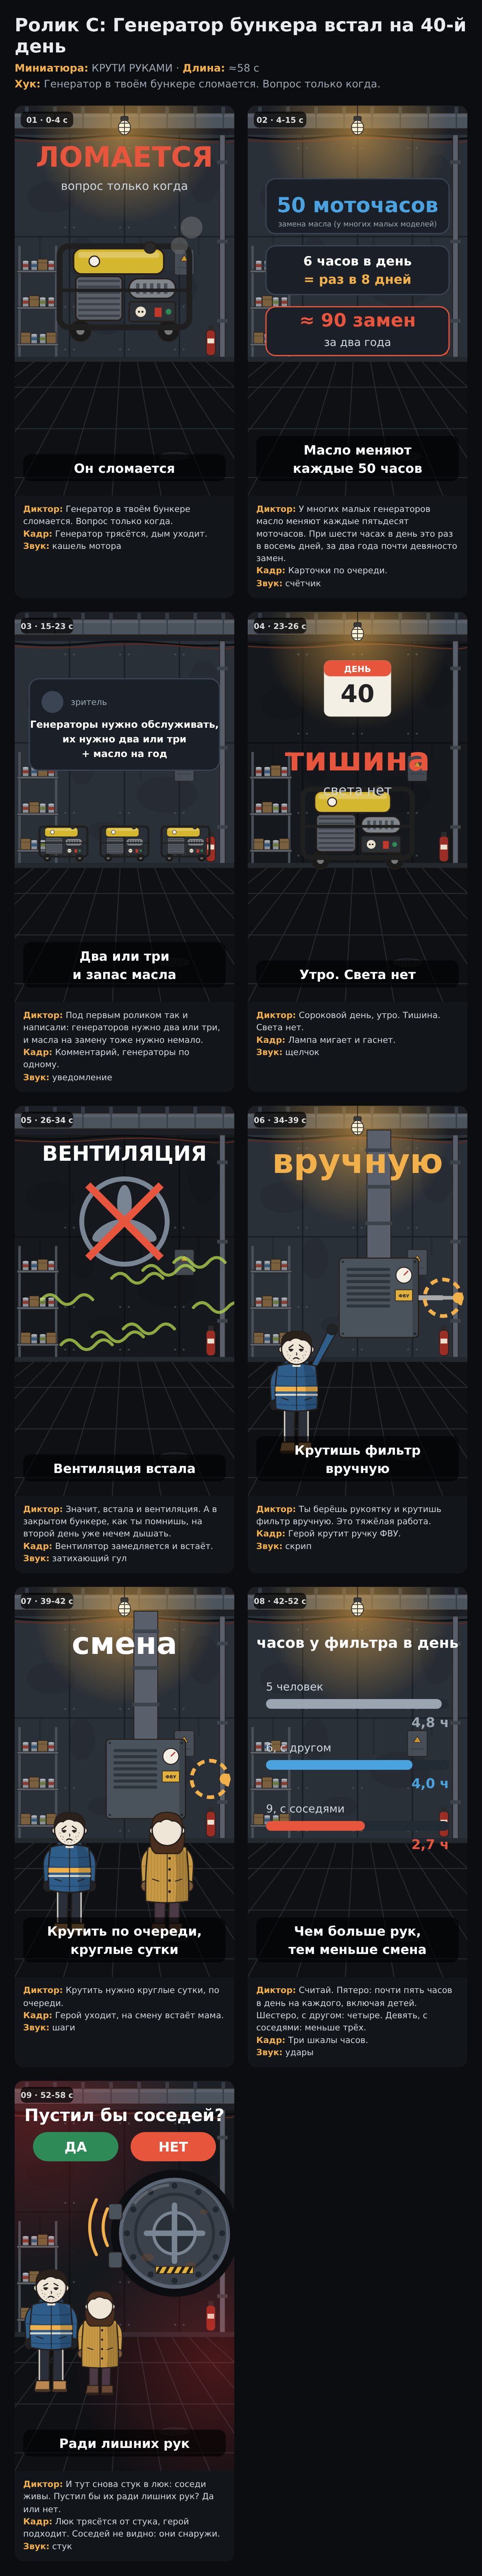 Ролик C: Генератор бункера встал на 40-й
день
Миниатюра: КРУТИ РУКАМИ · Длина: ≈58 с
Хук: Генератор в твоём бункере сломается. Вопрос только когда.
01 · 0-4 с
ЛОМАЕТСЯ
вопрос только когда
Он сломается
Диктор: Генератор в твоём бункере
сломается. Вопрос только когда.
Кадр: Генератор трясётся, дым уходит.
Звук: кашель мотора
02 · 4-15 с
50 моточасов
замена масла (у многих малых моделей)
6 часов в день
= раз в 8 дней
≈ 90 замен
за два года
Масло меняют
каждые 50 часов
Диктор: У многих малых генераторов
масло меняют каждые пятьдесят
моточасов. При шести часах в день это раз
в восемь дней, за два года почти девяносто
замен.
Кадр: Карточки по очереди.
Звук: счётчик
03 · 15-23 с
зритель
Генераторы нужно обслуживать,
их нужно два или три
+ масло на год
Два или три
и запас масла
Диктор: Под первым роликом так и
написали: генераторов нужно два или три,
и масла на замену тоже нужно немало.
Кадр: Комментарий, генераторы по
одному.
Звук: уведомление
04 · 23-26 с
ДЕНЬ
40
тишина
света нет
Утро. Света нет
Диктор: Сороковой день, утро. Тишина.
Света нет.
Кадр: Лампа мигает и гаснет.
Звук: щелчок
05 · 26-34 с
ВЕНТИЛЯЦИЯ
Вентиляция встала
Диктор: Значит, встала и вентиляция. А в
закрытом бункере, как ты помнишь, на
второй день уже нечем дышать.
Кадр: Вентилятор замедляется и встаёт.
Звук: затихающий гул
06 · 34-39 с
вручную
ФВУ
Крутишь фильтр
вручную
Диктор: Ты берёшь рукоятку и крутишь
фильтр вручную. Это тяжёлая работа.
Кадр: Герой крутит ручку ФВУ.
Звук: скрип
07 · 39-42 с
смена
ФВУ
Крутить по очереди,
круглые сутки
Диктор: Крутить нужно круглые сутки, по
очереди.
Кадр: Герой уходит, на смену встаёт мама.
Звук: шаги
08 · 42-52 с
часов у фильтра в день
5 человек
4,8 ч
6, с другом
4,0 ч
9, с соседями
2,7 ч
Чем больше рук,
тем меньше смена
Диктор: Считай. Пятеро: почти пять часов
в день на каждого, включая детей.
Шестеро, с другом: четыре. Девять, с
соседями: меньше трёх.
Кадр: Три шкалы часов.
Звук: удары
09 · 52-58 с
Пустил бы соседей?
ДА
НЕТ
Ради лишних рук
Диктор: И тут снова стук в люк: соседи
живы. Пустил бы их ради лишних рук? Да
или нет.
Кадр: Люк трясётся от стука, герой
подходит. Соседей не видно: они снаружи.
Звук: стук